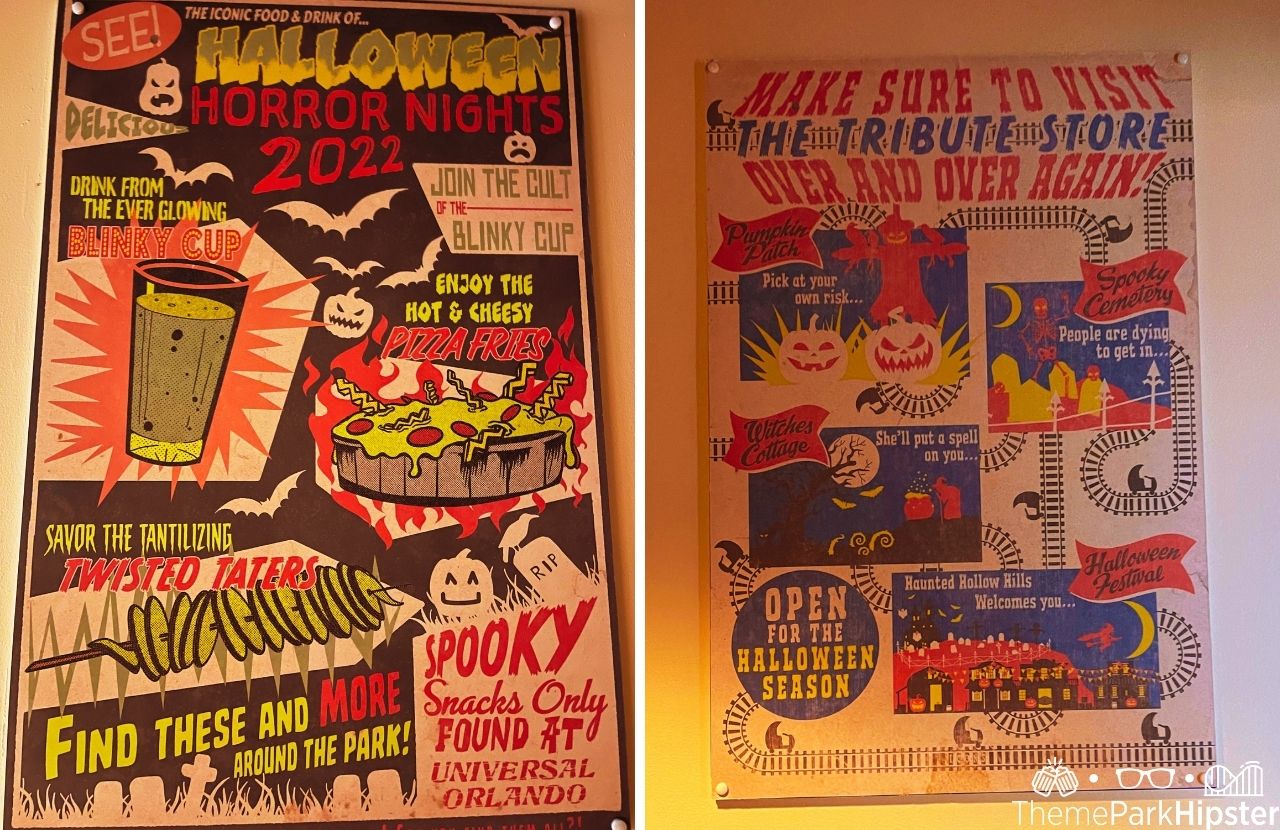 SEE!
THE ICONIC FOOD & DRINK OF...
HALLOWEEN
HORROR NIGHTS
2022
DELICIOUS
DRINK FROM
THE EVER GLOWING
BLINKY CUP
JOIN THE CULT
OF THE
BLINKY CUP
ENJOY THE
HOT & CHEESY
PIZZA FRIES
SAVOR THE TANTILIZING
TWISTED TATERS
RIP
FIND THESE AND MORE
AROUND THE PARK!
SPOOKY
Snacks Only
FOUND AT
UNIVERSAL
ORLANDO
MAKE SURE TO VISIT
THE TRIBUTE STORE
OVER AND OVER AGAIN!
Pumpkin
Patch
Pick at your
own risk...
Spooky
Cemetery
People are dying
to get in...
Witches
Cottage
She'll put a spell
on you...
Halloween
Festival
Haunted Hollow Hills
Welcomes you...
OPEN
FOR THE
HALLOWEEN
SEASON
ThemeParkHipster